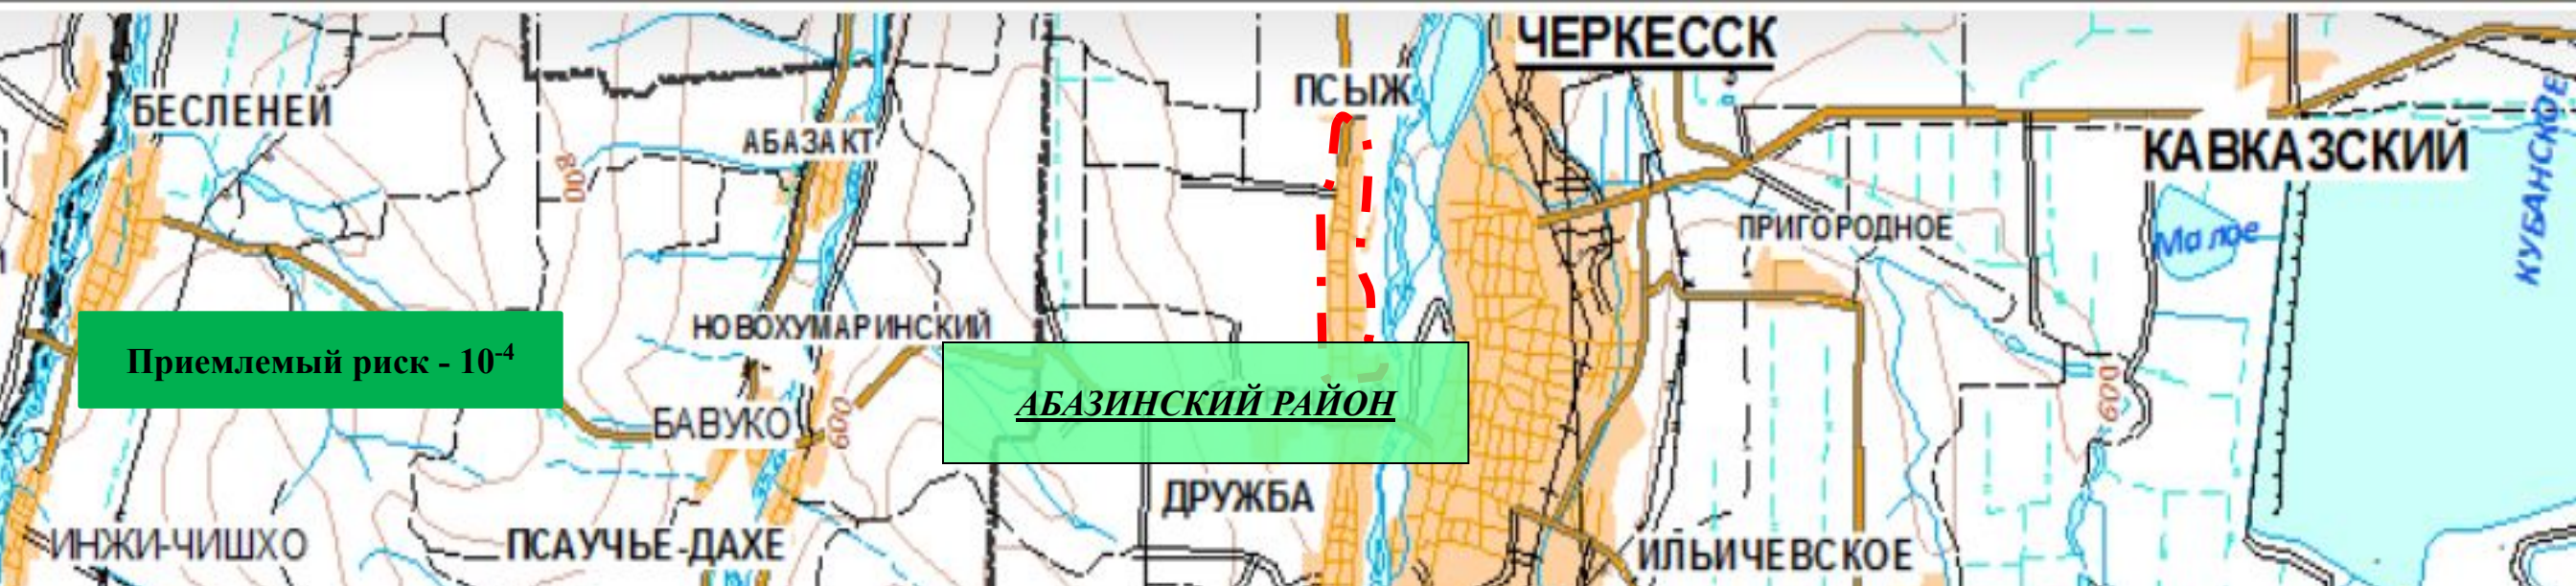 ЧЕРКЕССК
ПСЫЖ
БЕСЛЕНЕЙ
АБАЗАКТ
КАВКАЗСКИЙ
КУБАНСКОЕ
800
ПРИГОРОДНОЕ
Малое
НОВОХУМАРИНСКИЙ
Приемлемый риск - 10⁻⁴
АБАЗИНСКИЙ РАЙОН
600
БАВУКО
600
ДРУЖБА
ИНЖИ-ЧИШХО
ПСАУЧЬЕ-ДАХЕ
ИЛЬИЧЕВСКОЕ